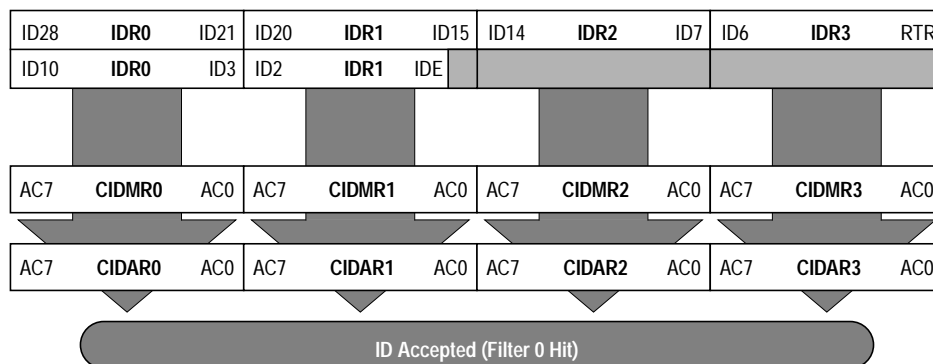 ID28 IDR0 ID21 ID20 IDR1 ID15 ID14 IDR2 ID7 ID6 IDR3 RTR
ID10 IDR0 ID3 ID2 IDR1 IDE
AC7 CIDMR0 AC0 AC7 CIDMR1 AC0 AC7 CIDMR2 AC0 AC7 CIDMR3 AC0
AC7 CIDAR0 AC0 AC7 CIDAR1 AC0 AC7 CIDAR2 AC0 AC7 CIDAR3 AC0
ID Accepted (Filter 0 Hit)